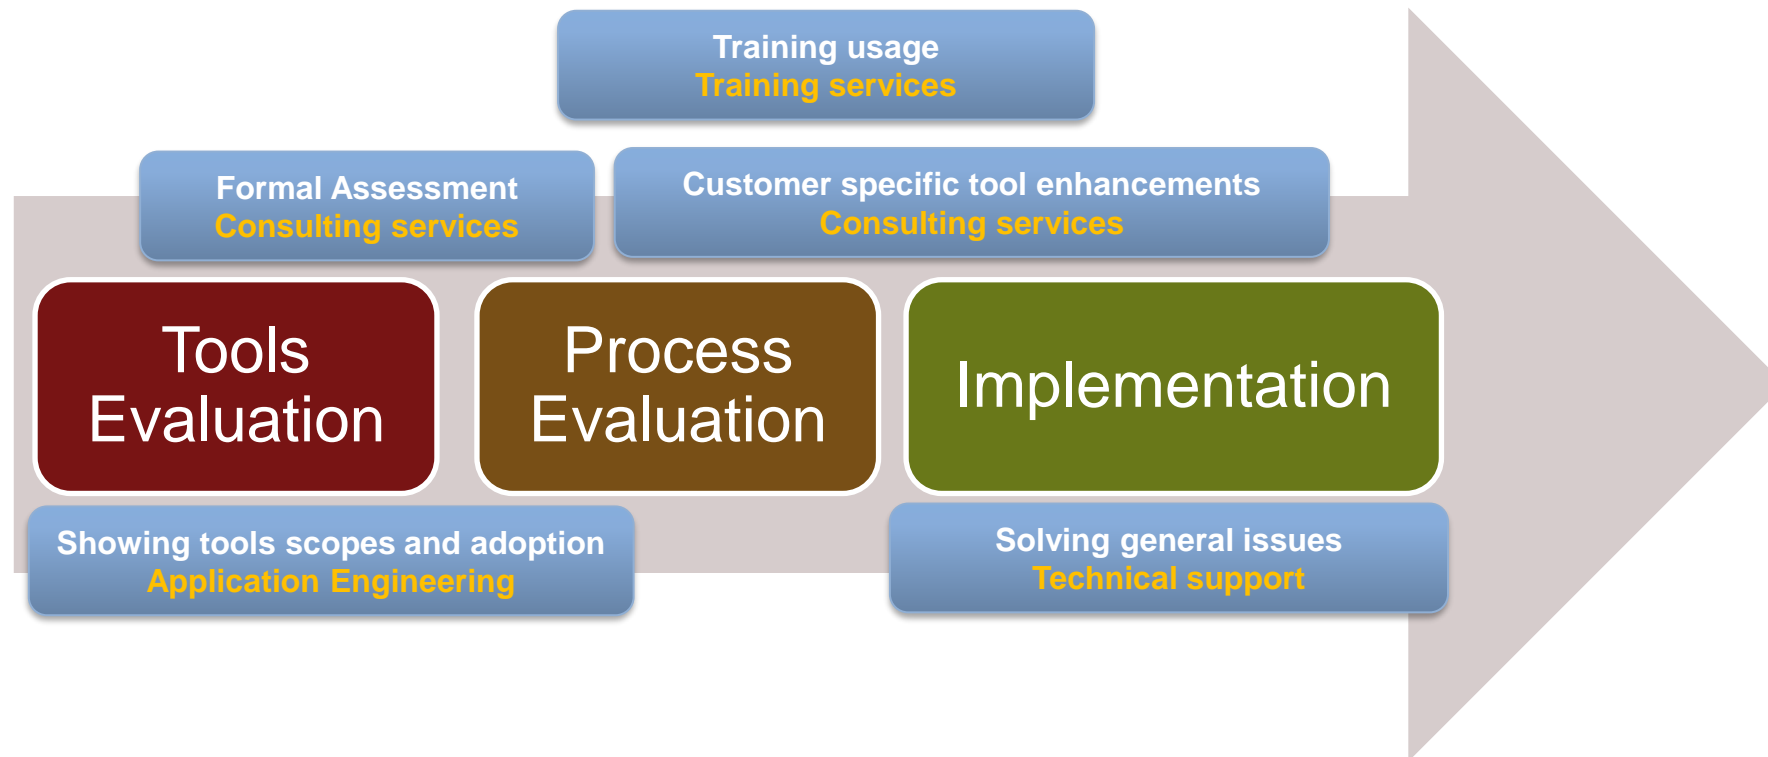 Training usage
Training services
Formal Assessment
Consulting services
Customer specific tool enhancements
Consulting services
Tools
Evaluation
Process
Evaluation
Implementation
Showing tools scopes and adoption
Application Engineering
Solving general issues
Technical support